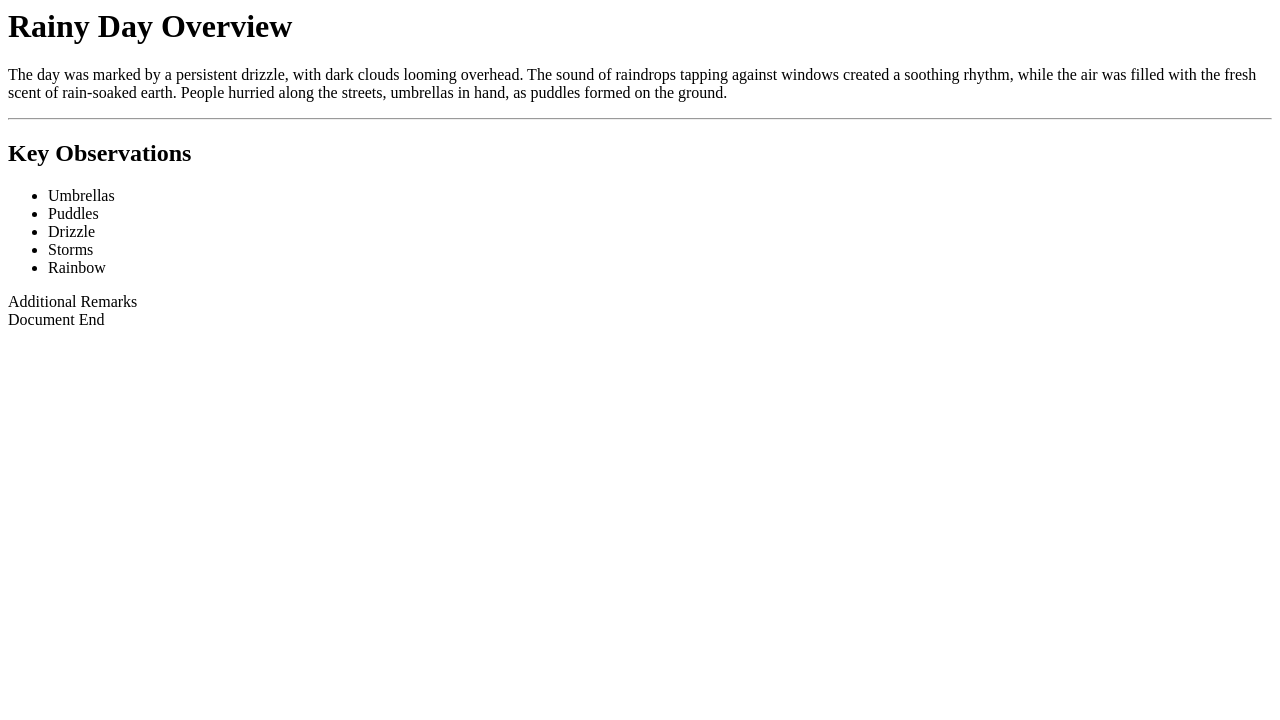 Rainy Day Overview
The day was marked by a persistent drizzle, with dark clouds looming overhead. The sound of raindrops tapping against windows created a soothing rhythm, while the air was filled with the fresh
scent of rain-soaked earth. People hurried along the streets, umbrellas in hand, as puddles formed on the ground.
Key Observations
• Umbrellas
• Puddles
• Drizzle
• Storms
• Rainbow
Additional Remarks
Document End